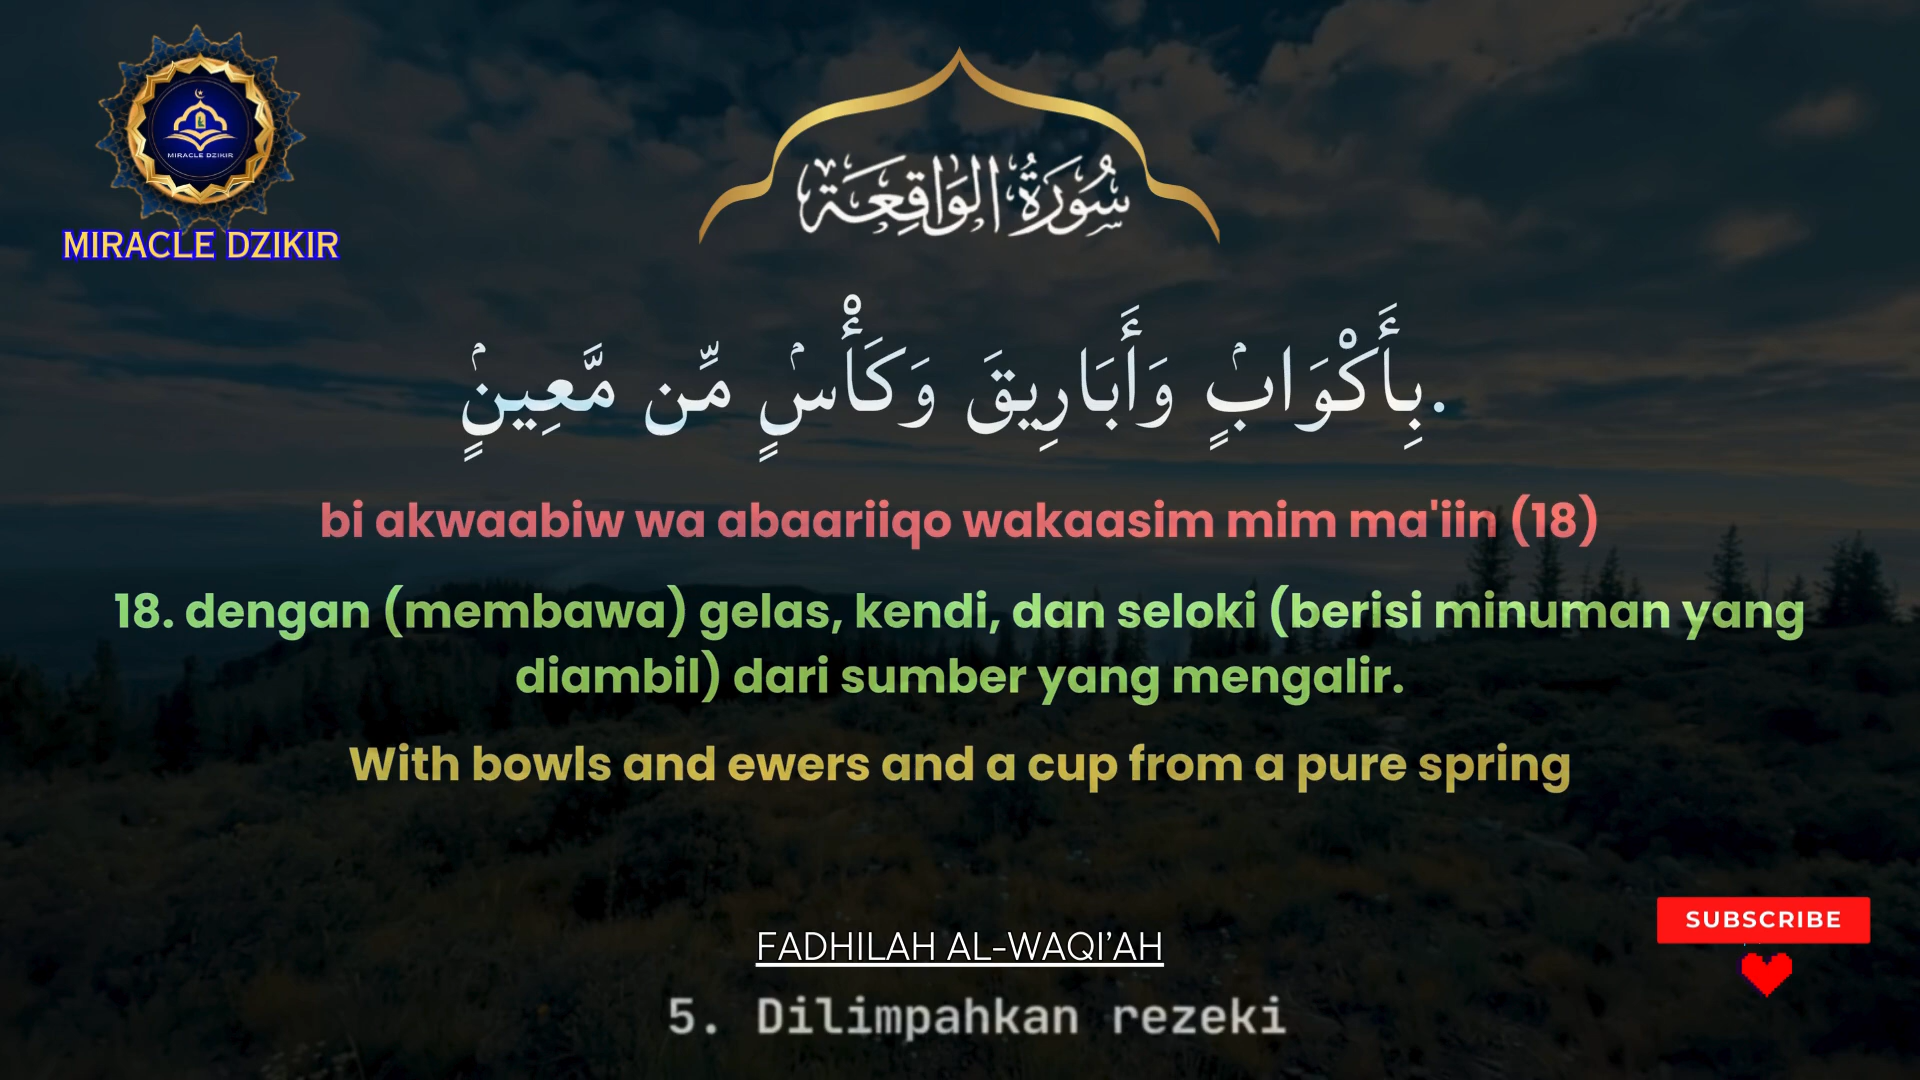 MIRACLE DZIKIR
MIRACLE DZIKIR
سُورَةُ الوَاقِعَة
بِأَكْوَابٍۢ وَأَبَارِيقَ وَكَأْسٍۢ مِّن مَّعِينٍۢ.
bi akwaabiw wa abaariiqo wakaasim mim ma'iin (18)
18. dengan (membawa) gelas, kendi, dan seloki (berisi minuman yang
diambil) dari sumber yang mengalir.
With bowls and ewers and a cup from a pure spring
SUBSCRIBE
FADHILAH AL-WAQI'AH
5. Dilimpahkan rezeki